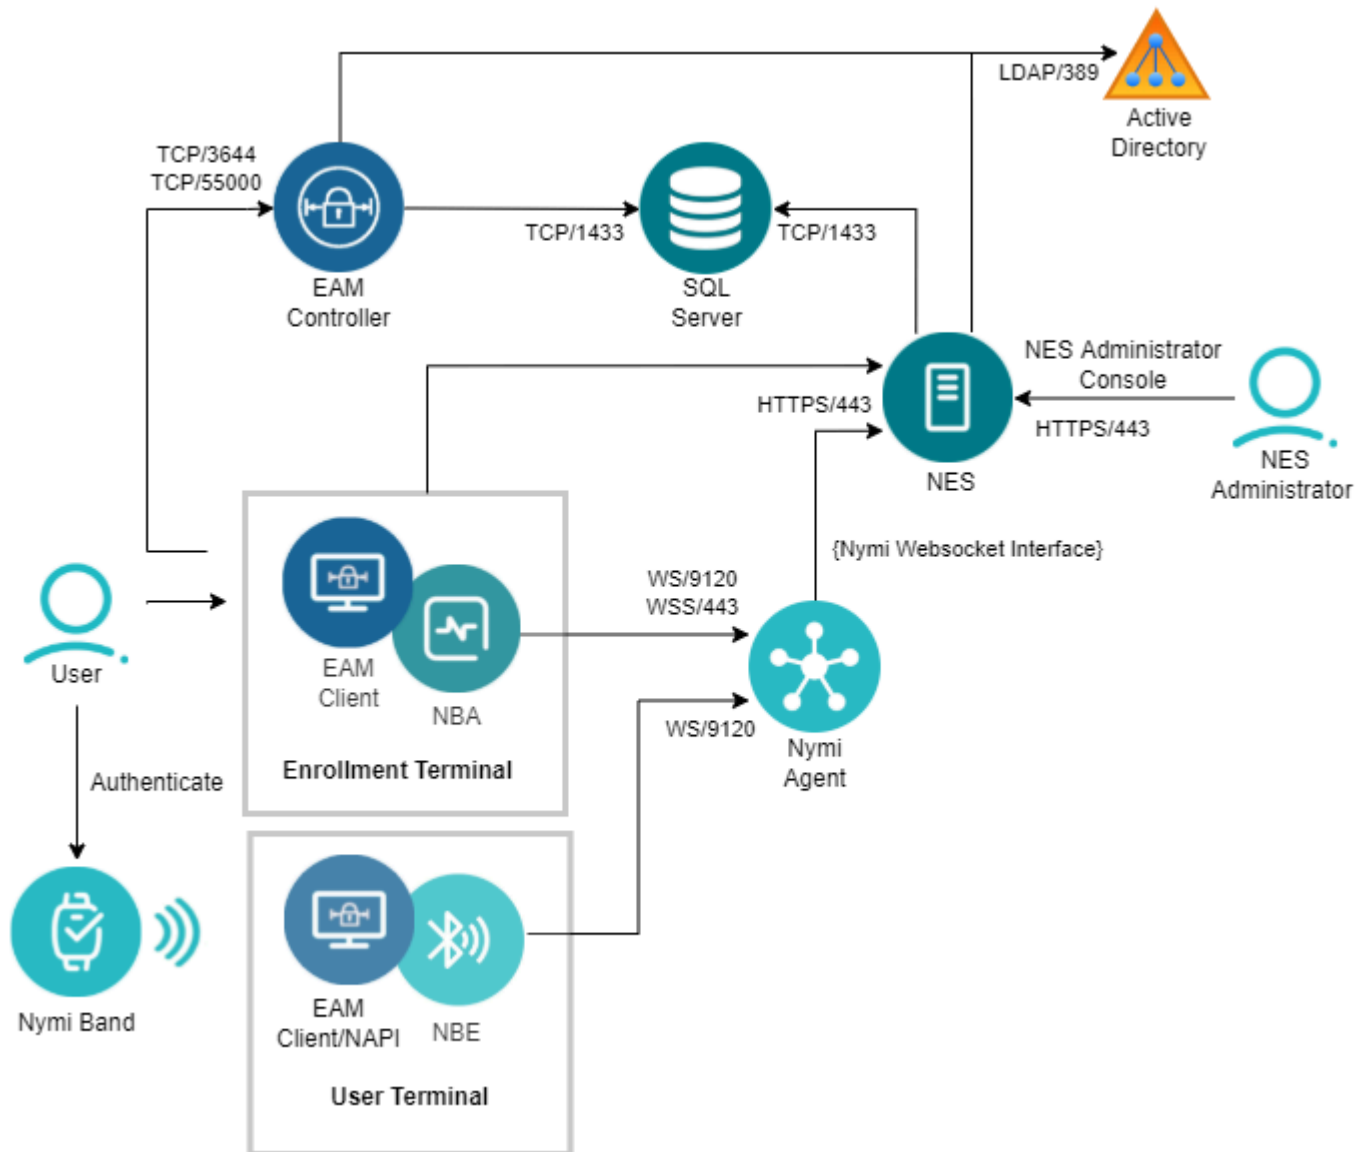 LDAP/389
Active
Directory
TCP/3644
TCP/55000
TCP/1433
TCP/1433
EAM
Controller
SQL
Server
NES Administrator
Console
HTTPS/443
HTTPS/443
NES
NES
Administrator
{Nymi Websocket Interface}
WS/9120
WSS/443
User
EAM
Client
NBA
WS/9120
Nymi
Agent
Enrollment Terminal
Authenticate
Nymi Band
EAM
Client/NAPI
NBE
User Terminal